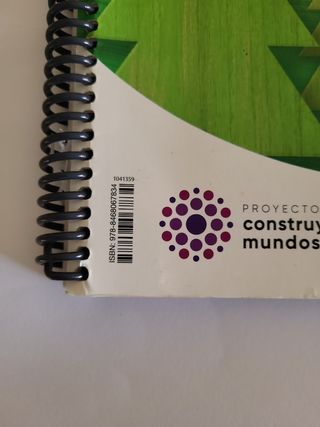 1041359
ISBN: 978-8468067834
PROYECTO
construy
mundos